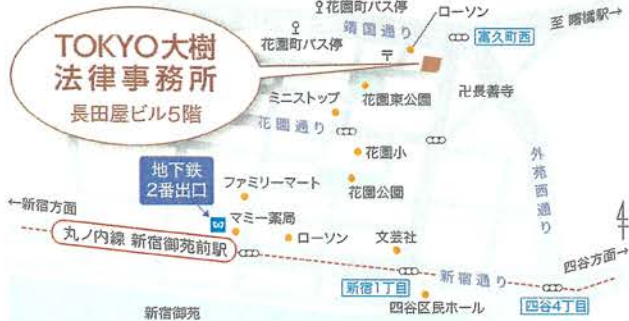 花園町バス停
ローソン
靖国通り
至 曙橋駅→
花園町バス停
富久町西
〒
TOKYO大樹
法律事務所
長田屋ビル5階
ミニストップ
花園東公園
卍長善寺
花園通り
花園小
外苑西通り
地下鉄
2番出口
ファミリーマート
花園公園
←新宿方面
マミー薬局
丸ノ内線 新宿御苑前駅
ローソン
文芸社
四谷方面→
新宿1丁目
新宿通り
四谷4丁目
新宿御苑
四谷区民ホール